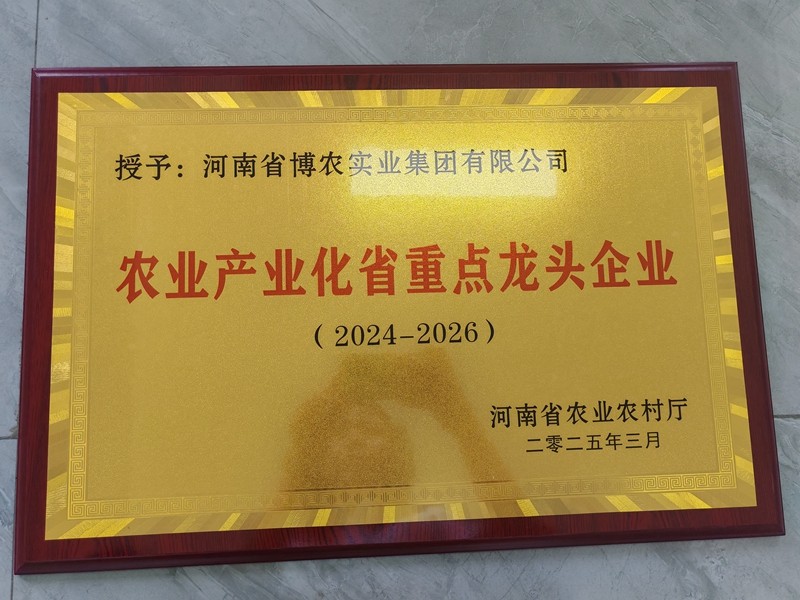 授予：河南省博农实业集团有限公司
农业产业化省重点龙头企业
（2024-2026）
河南省农业农村厅
二零二五年三月